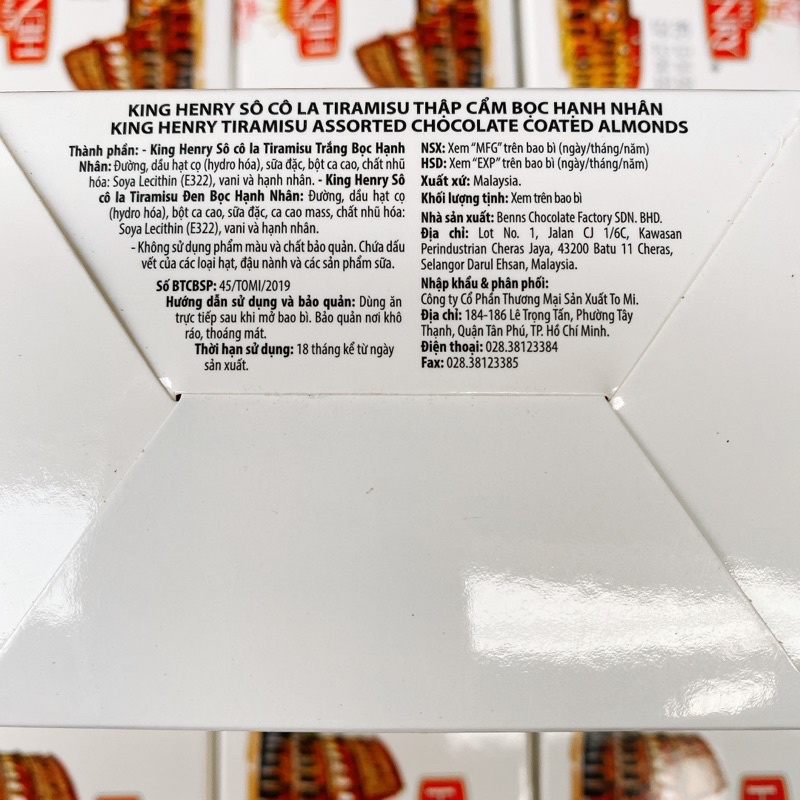 HENRY
HENRY
KING HENRY SÔ CÔ LA TIRAMISU THẬP CẨM BỌC HẠNH NHÂN
KING HENRY TIRAMISU ASSORTED CHOCOLATE COATED ALMONDS
Thành phần: - King Henry Sô cô la Tiramisu Trắng Bọc Hạnh
Nhân: Đường, dầu hạt cọ (hydro hóa), sữa đặc, bột ca cao, chất nhũ
hóa: Soya Lecithin (E322), vani và hạnh nhân. - King Henry Sô
cô la Tiramisu Đen Bọc Hạnh Nhân: Đường, dầu hạt cọ
(hydro hóa), bột ca cao, sữa đặc, ca cao mass, chất nhũ hóa:
Soya Lecithin (E322), vani và hạnh nhân.
- Không sử dụng phẩm màu và chất bảo quản. Chứa dấu
vết của các loại hạt, đậu nành và các sản phẩm sữa.
Số BTCBSP: 45/TOMI/2019
Hướng dẫn sử dụng và bảo quản: Dùng ăn
trực tiếp sau khi mở bao bì. Bảo quản nơi khô
ráo, thoáng mát.
Thời hạn sử dụng: 18 tháng kể từ ngày
sản xuất.
NSX: Xem "MFG" trên bao bì (ngày/tháng/năm)
HSD: Xem "EXP" trên bao bì (ngày/tháng/năm)
Xuất xứ: Malaysia.
Khối lượng tịnh: Xem trên bao bì
Nhà sản xuất: Benns Chocolate Factory SDN. BHD.
Địa chỉ: Lot No. 1, Jalan CJ 1/6C, Kawasan
Perindustrian Cheras Jaya, 43200 Batu 11 Cheras,
Selangor Darul Ehsan, Malaysia.
Nhập khẩu & phân phối:
Công ty Cổ Phần Thương Mại Sản Xuất To Mi.
Địa chỉ: 184-186 Lê Trọng Tấn, Phường Tây
Thạnh, Quận Tân Phú, TP. Hồ Chí Minh.
Điện thoại: 028.38123384
Fax: 028.38123385